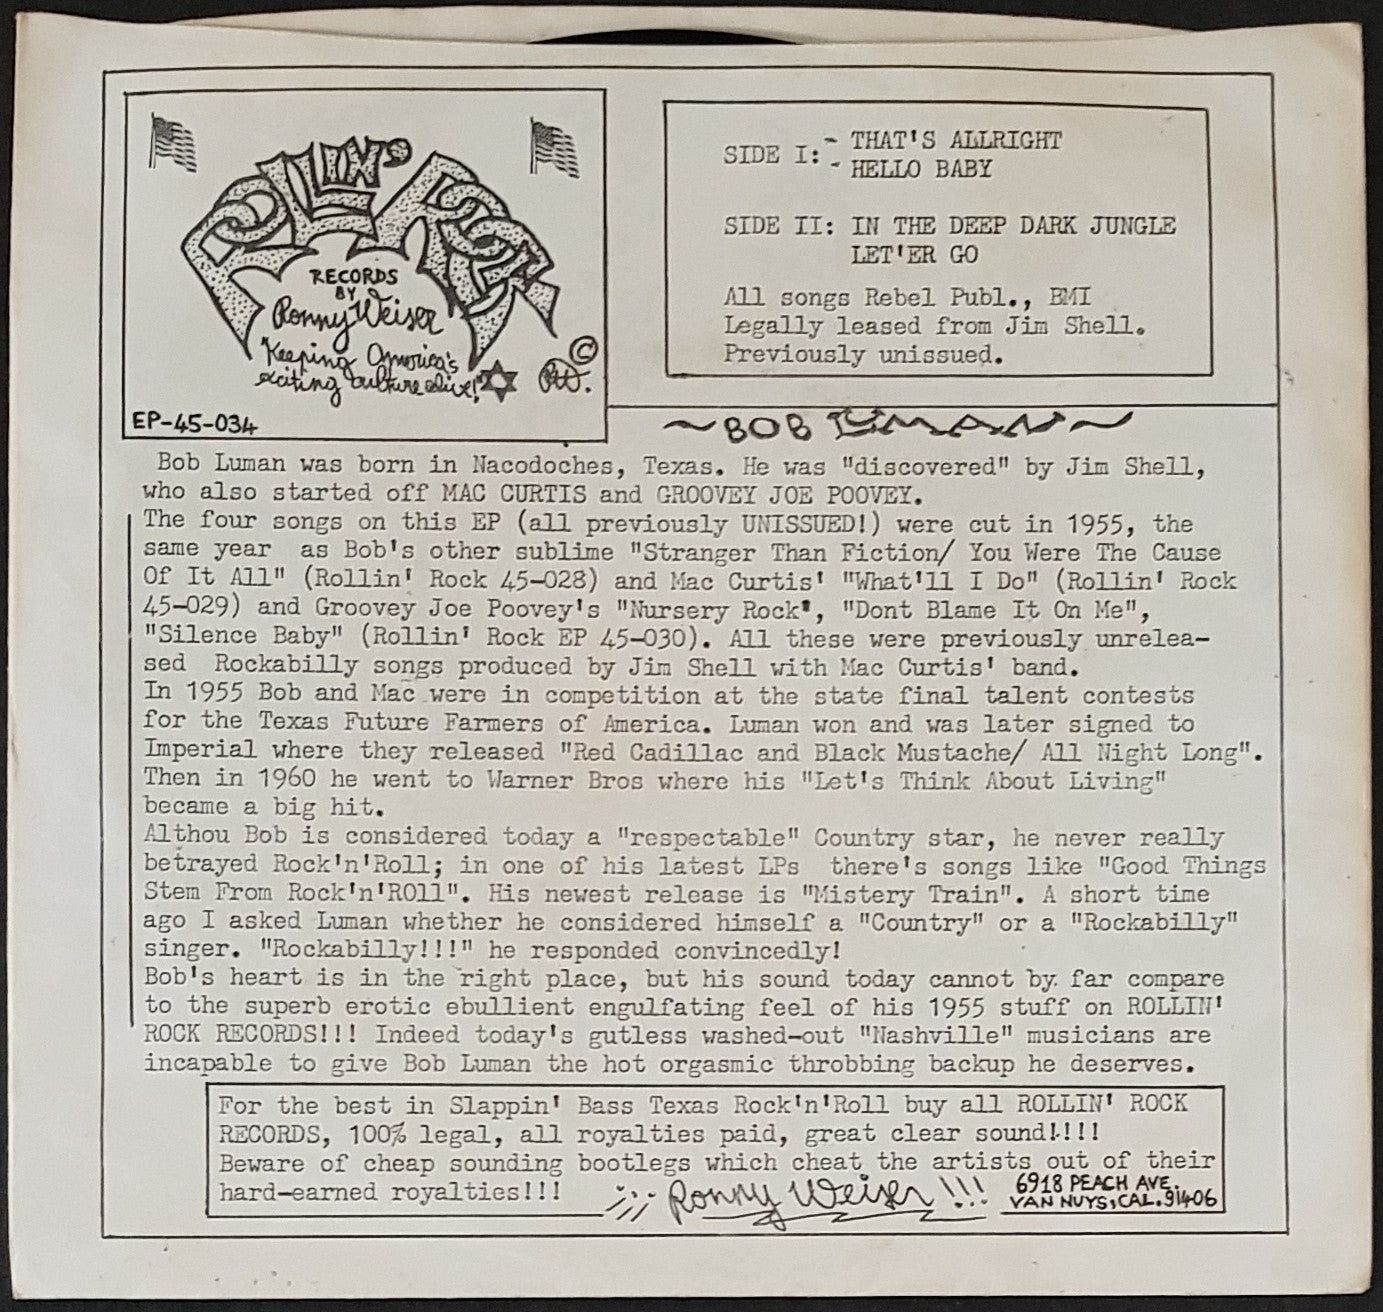 ROLLIN' ROCK
RECORDS
BY
Ronny Weiser
"Keeping America's
exciting culture alive!"
© RW.
EP-45-034
SIDE I: - THAT'S ALLRIGHT
- HELLO BABY
SIDE II: IN THE DEEP DARK JUNGLE
LET'ER GO
All songs Rebel Publ., BMI
Legally leased from Jim Shell.
Previously unissued.
~BOB LUMAN~
Bob Luman was born in Nacodoches, Texas. He was "discovered" by Jim Shell,
who also started off MAC CURTIS and GROOVEY JOE POOVEY.
The four songs on this EP (all previously UNISSUED!) were cut in 1955, the
same year as Bob's other sublime "Stranger Than Fiction/ You Were The Cause
Of It All" (Rollin' Rock 45-028) and Mac Curtis' "What'll I Do" (Rollin' Rock
45-029) and Groovey Joe Poovey's "Nursery Rock", "Dont Blame It On Me",
"Silence Baby" (Rollin' Rock EP 45-030). All these were previously unrelea-
sed Rockabilly songs produced by Jim Shell with Mac Curtis' band.
In 1955 Bob and Mac were in competition at the state final talent contests
for the Texas Future Farmers of America. Luman won and was later signed to
Imperial where they released "Red Cadillac and Black Mustache/ All Night Long".
Then in 1960 he went to Warner Bros where his "Let's Think About Living"
became a big hit.
Althou Bob is considered today a "respectable" Country star, he never really
betrayed Rock'n'Roll; in one of his latest LPs there's songs like "Good Things
Stem From Rock'n'ROll". His newest release is "Mistery Train". A short time
ago I asked Luman whether he considered himself a "Country" or a "Rockabilly"
singer. "Rockabilly!!!" he responded convincedly!
Bob's heart is in the right place, but his sound today cannot by far compare
to the superb erotic ebullient engulfating feel of his 1955 stuff on ROLLIN'
ROCK RECORDS!!! Indeed today's gutless washed-out "Nashville" musicians are
incapable to give Bob Luman the hot orgasmic throbbing backup he deserves.
For the best in Slappin' Bass Texas Rock'n'Roll buy all ROLLIN' ROCK
RECORDS, 100% legal, all royalties paid, great clear sound!!!!
Beware of cheap sounding bootlegs which cheat the artists out of their
hard-earned royalties!!!
Ronny Weiser!!!
6918 PEACH AVE.
VAN NUYS, CAL. 91406